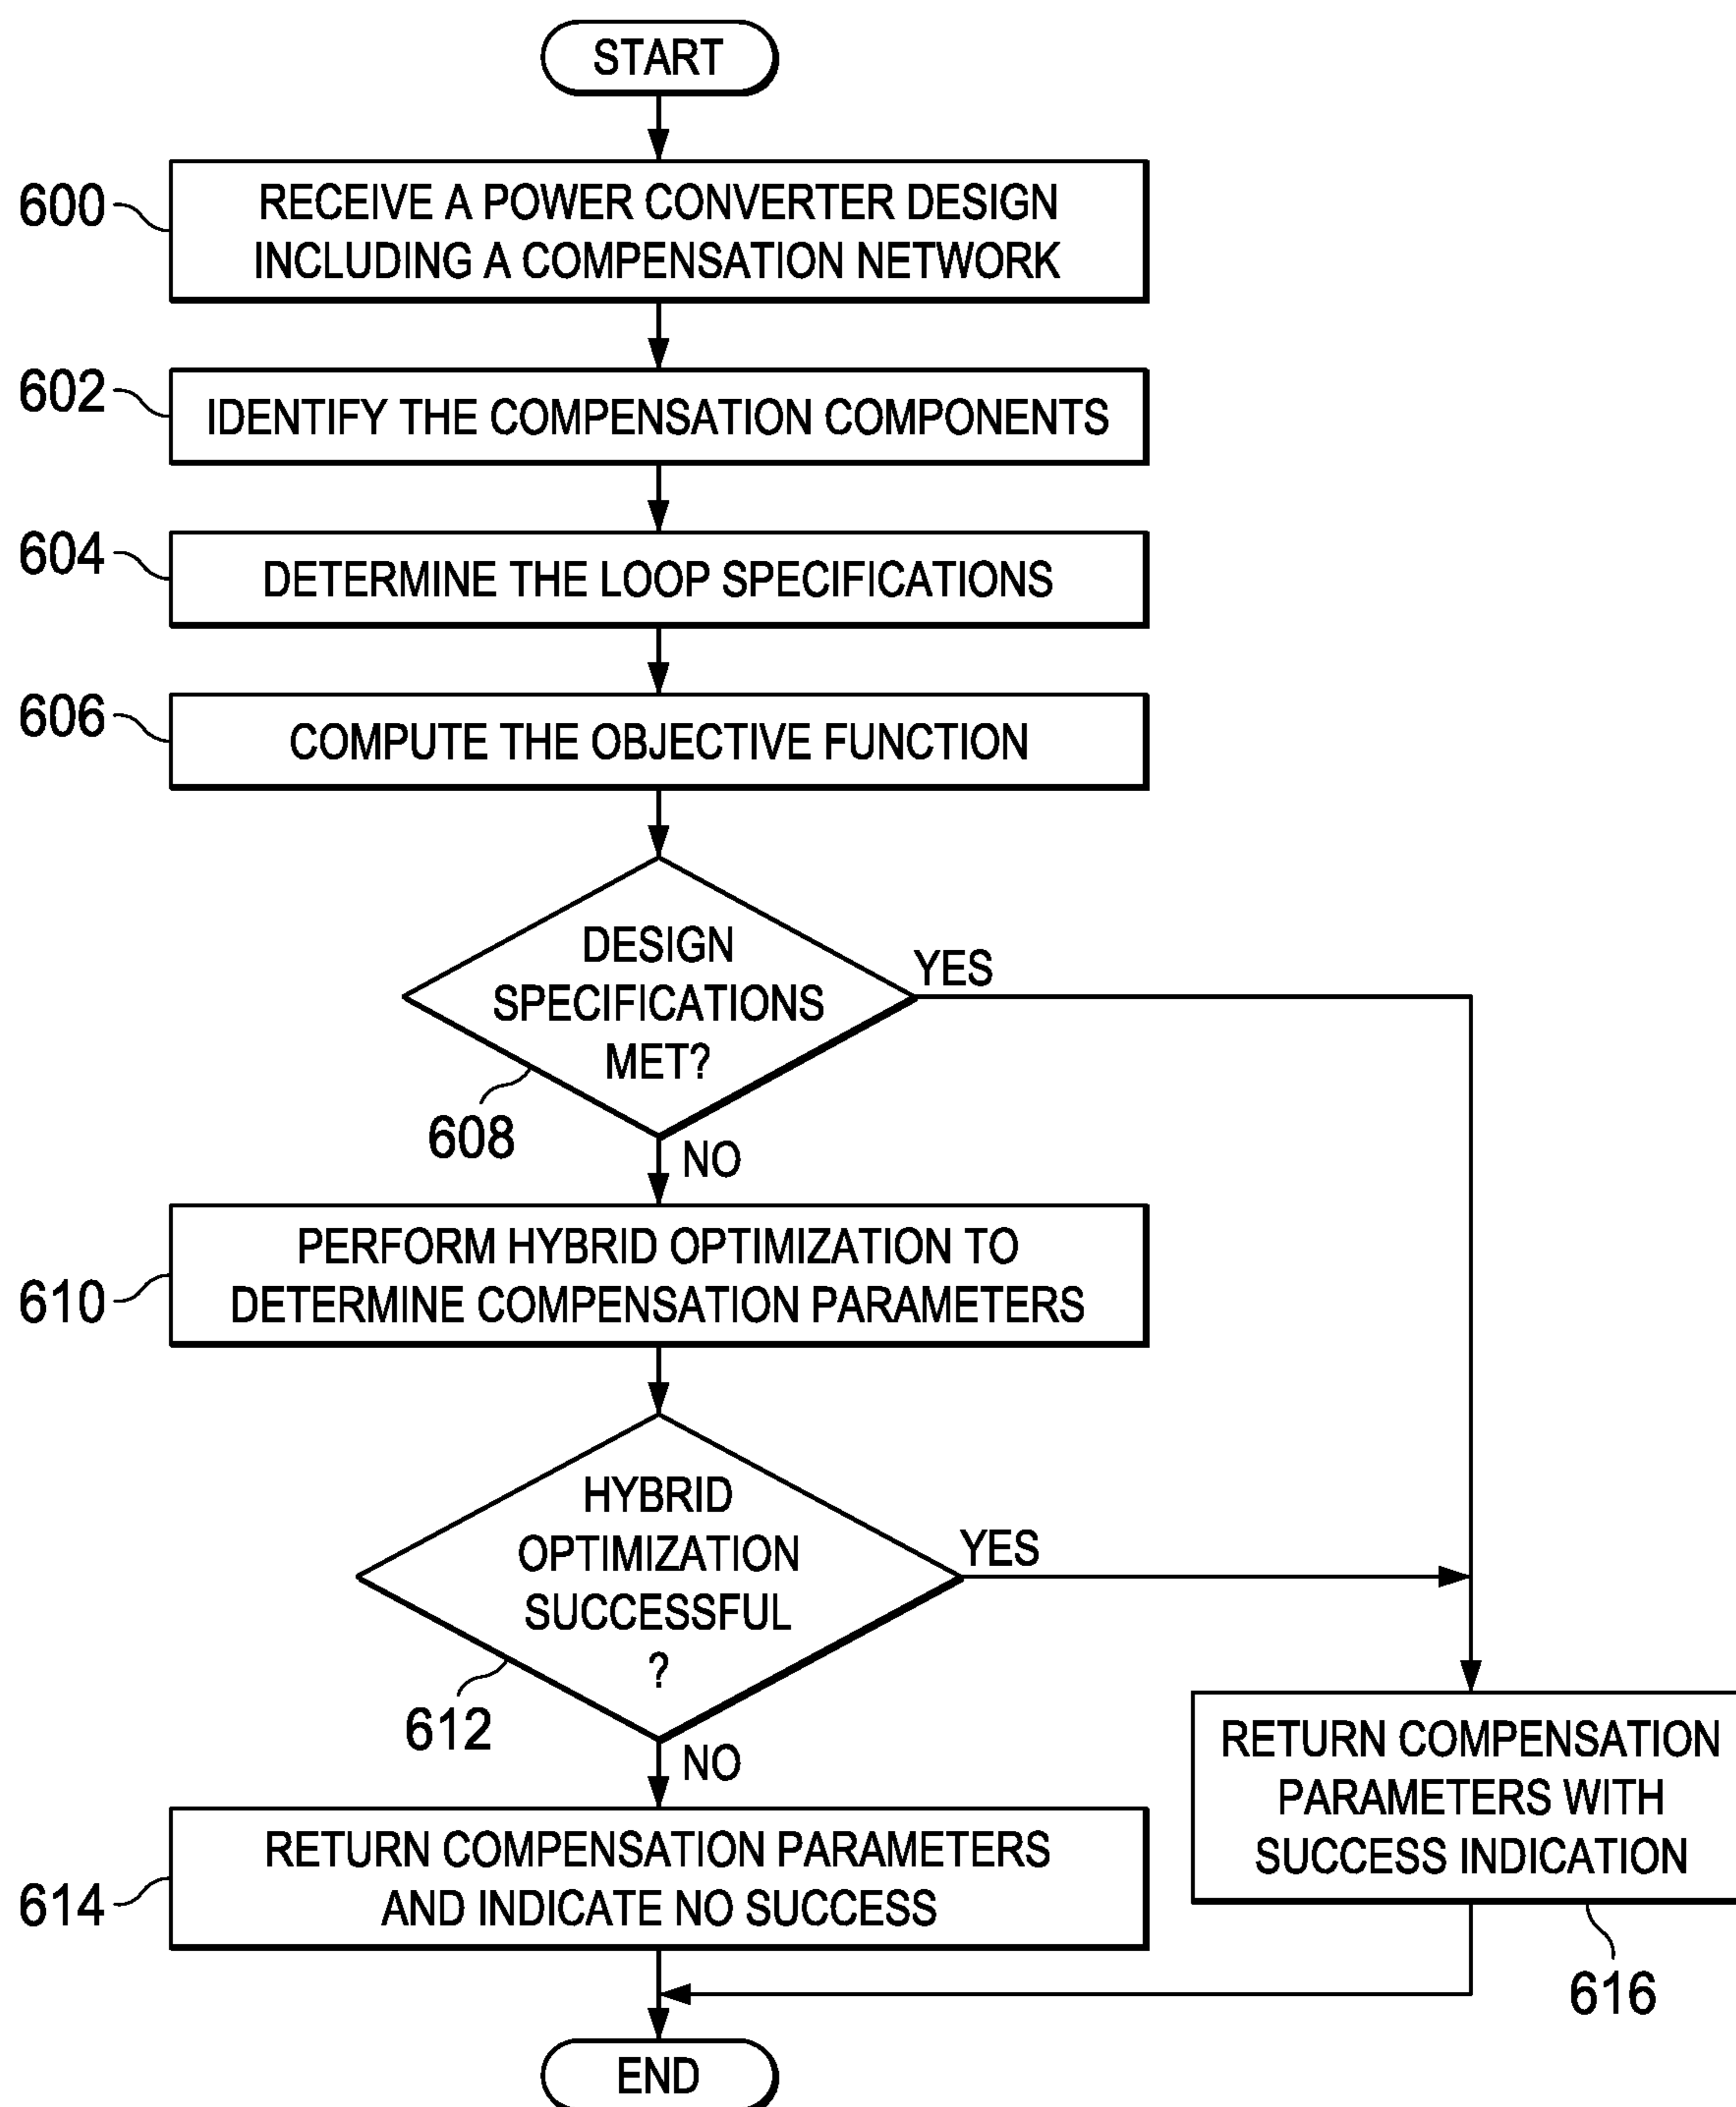 START
600
RECEIVE A POWER CONVERTER DESIGN
INCLUDING A COMPENSATION NETWORK
602
IDENTIFY THE COMPENSATION COMPONENTS
604
DETERMINE THE LOOP SPECIFICATIONS
606
COMPUTE THE OBJECTIVE FUNCTION
DESIGN
SPECIFICATIONS
MET?
YES
608
NO
610
PERFORM HYBRID OPTIMIZATION TO
DETERMINE COMPENSATION PARAMETERS
HYBRID
OPTIMIZATION
SUCCESSFUL
?
YES
612
NO
614
RETURN COMPENSATION PARAMETERS
AND INDICATE NO SUCCESS
RETURN COMPENSATION
PARAMETERS WITH
SUCCESS INDICATION
616
END